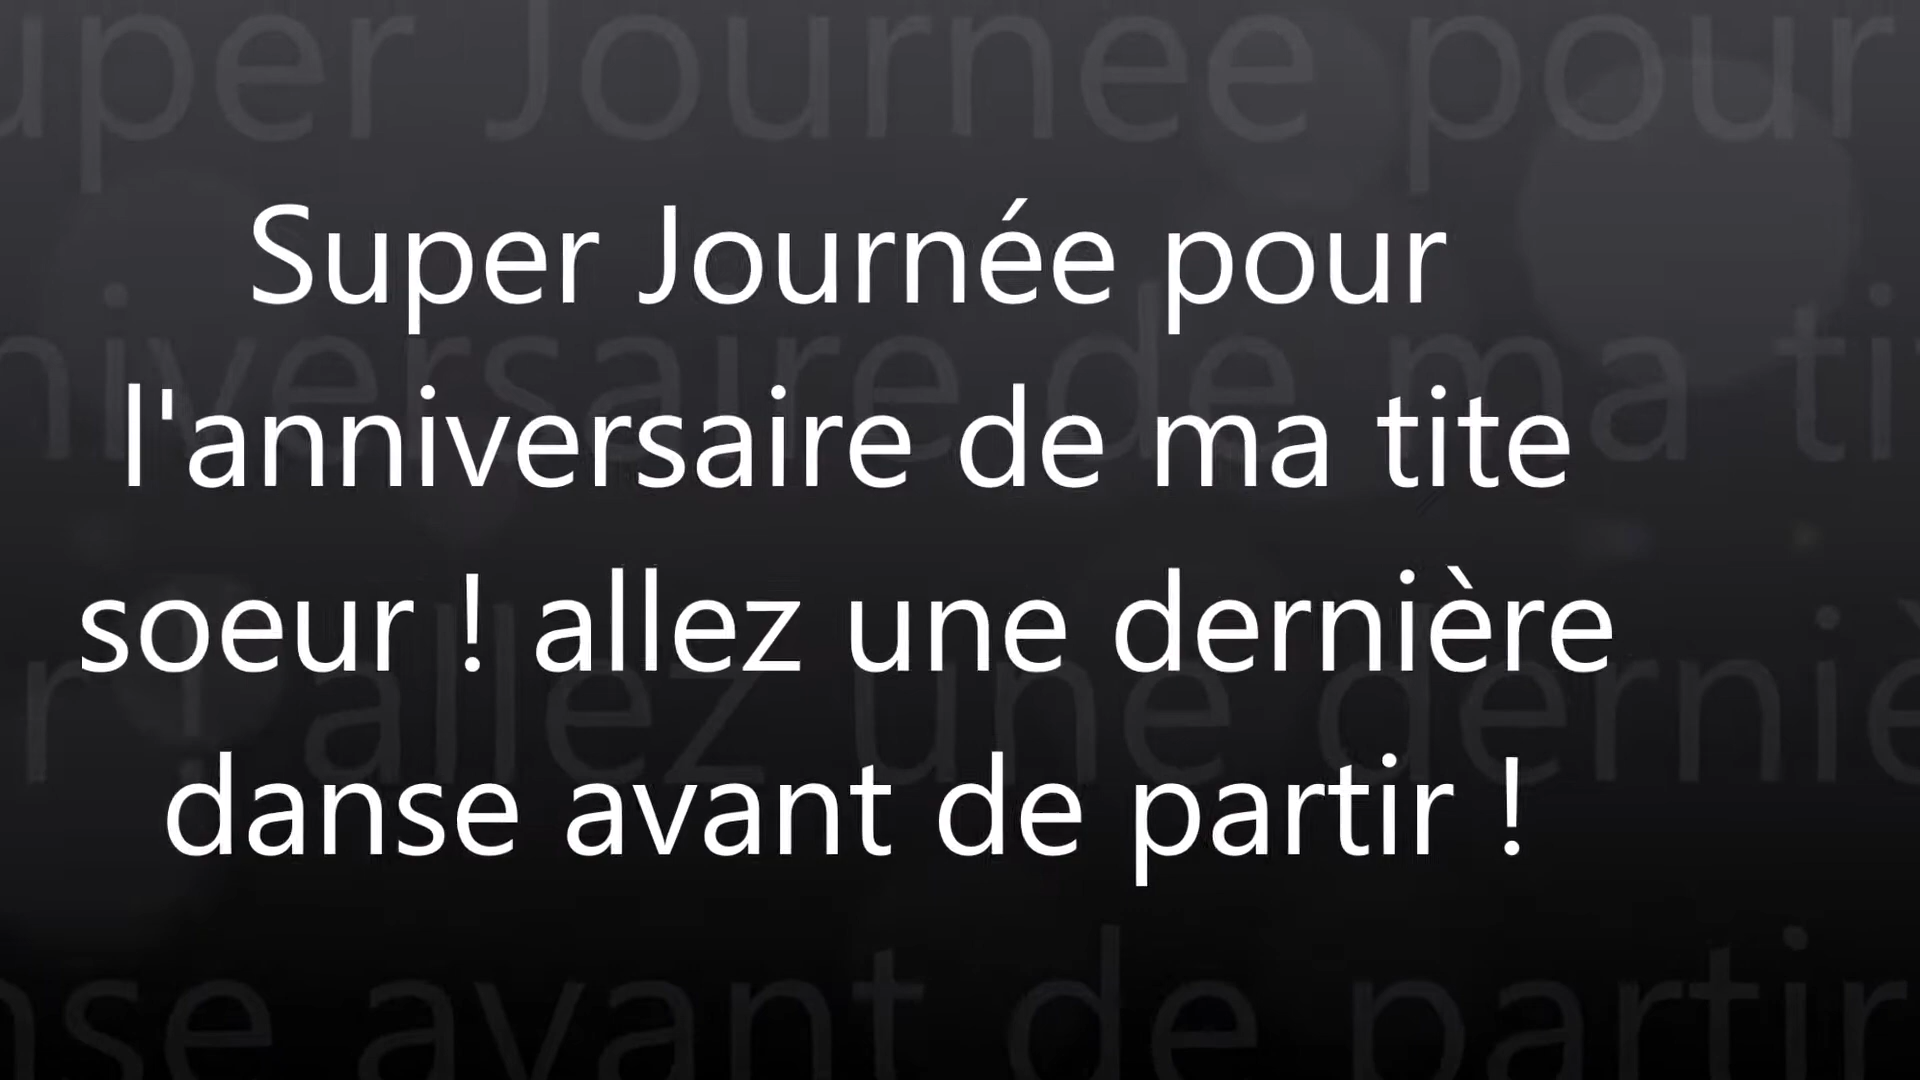 Super Journée pour
l'anniversaire de ma tite
soeur ! allez une dernière
danse avant de partir !